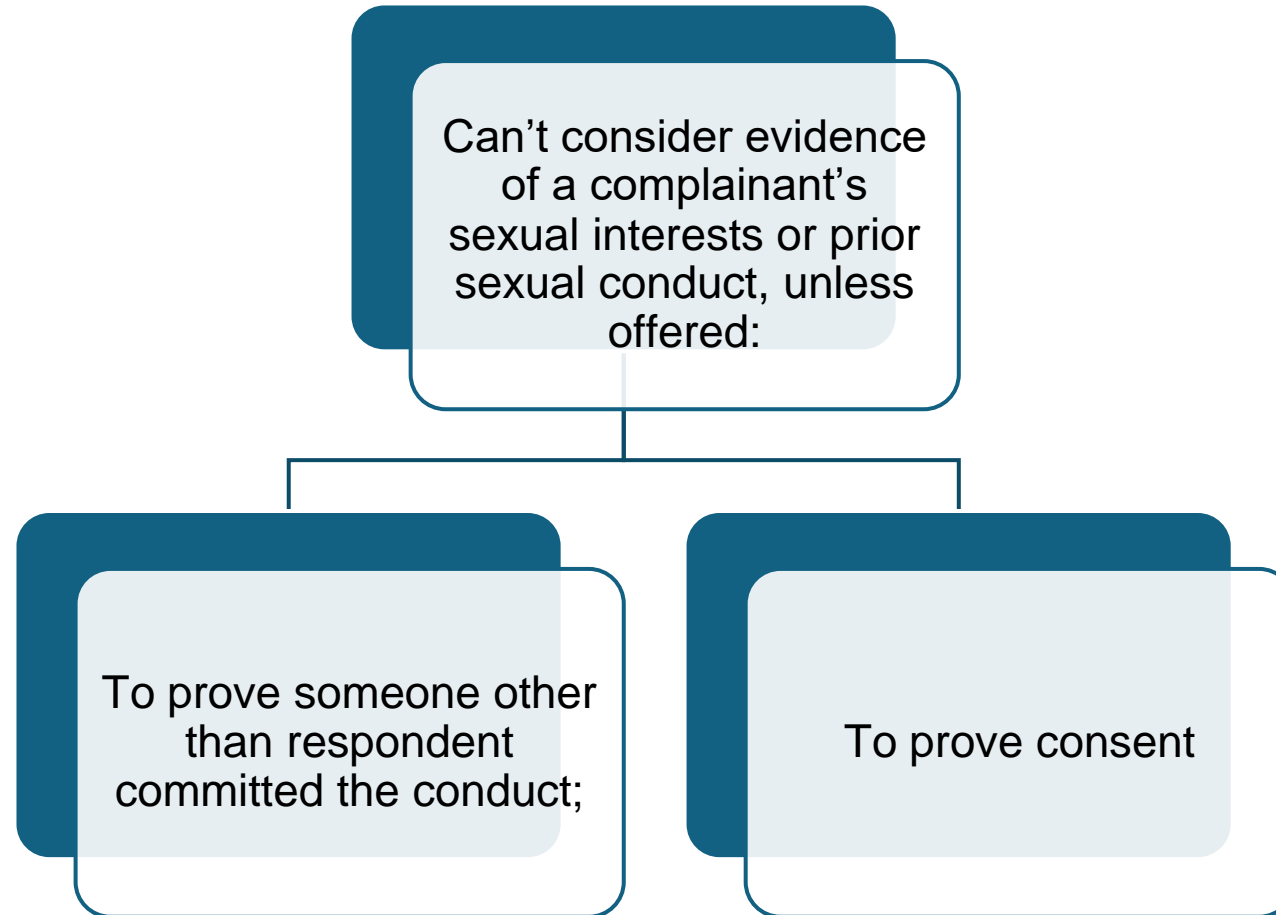 Can’t consider evidence
of a complainant’s
sexual interests or prior
sexual conduct, unless
offered:
To prove someone other
than respondent
committed the conduct;
To prove consent